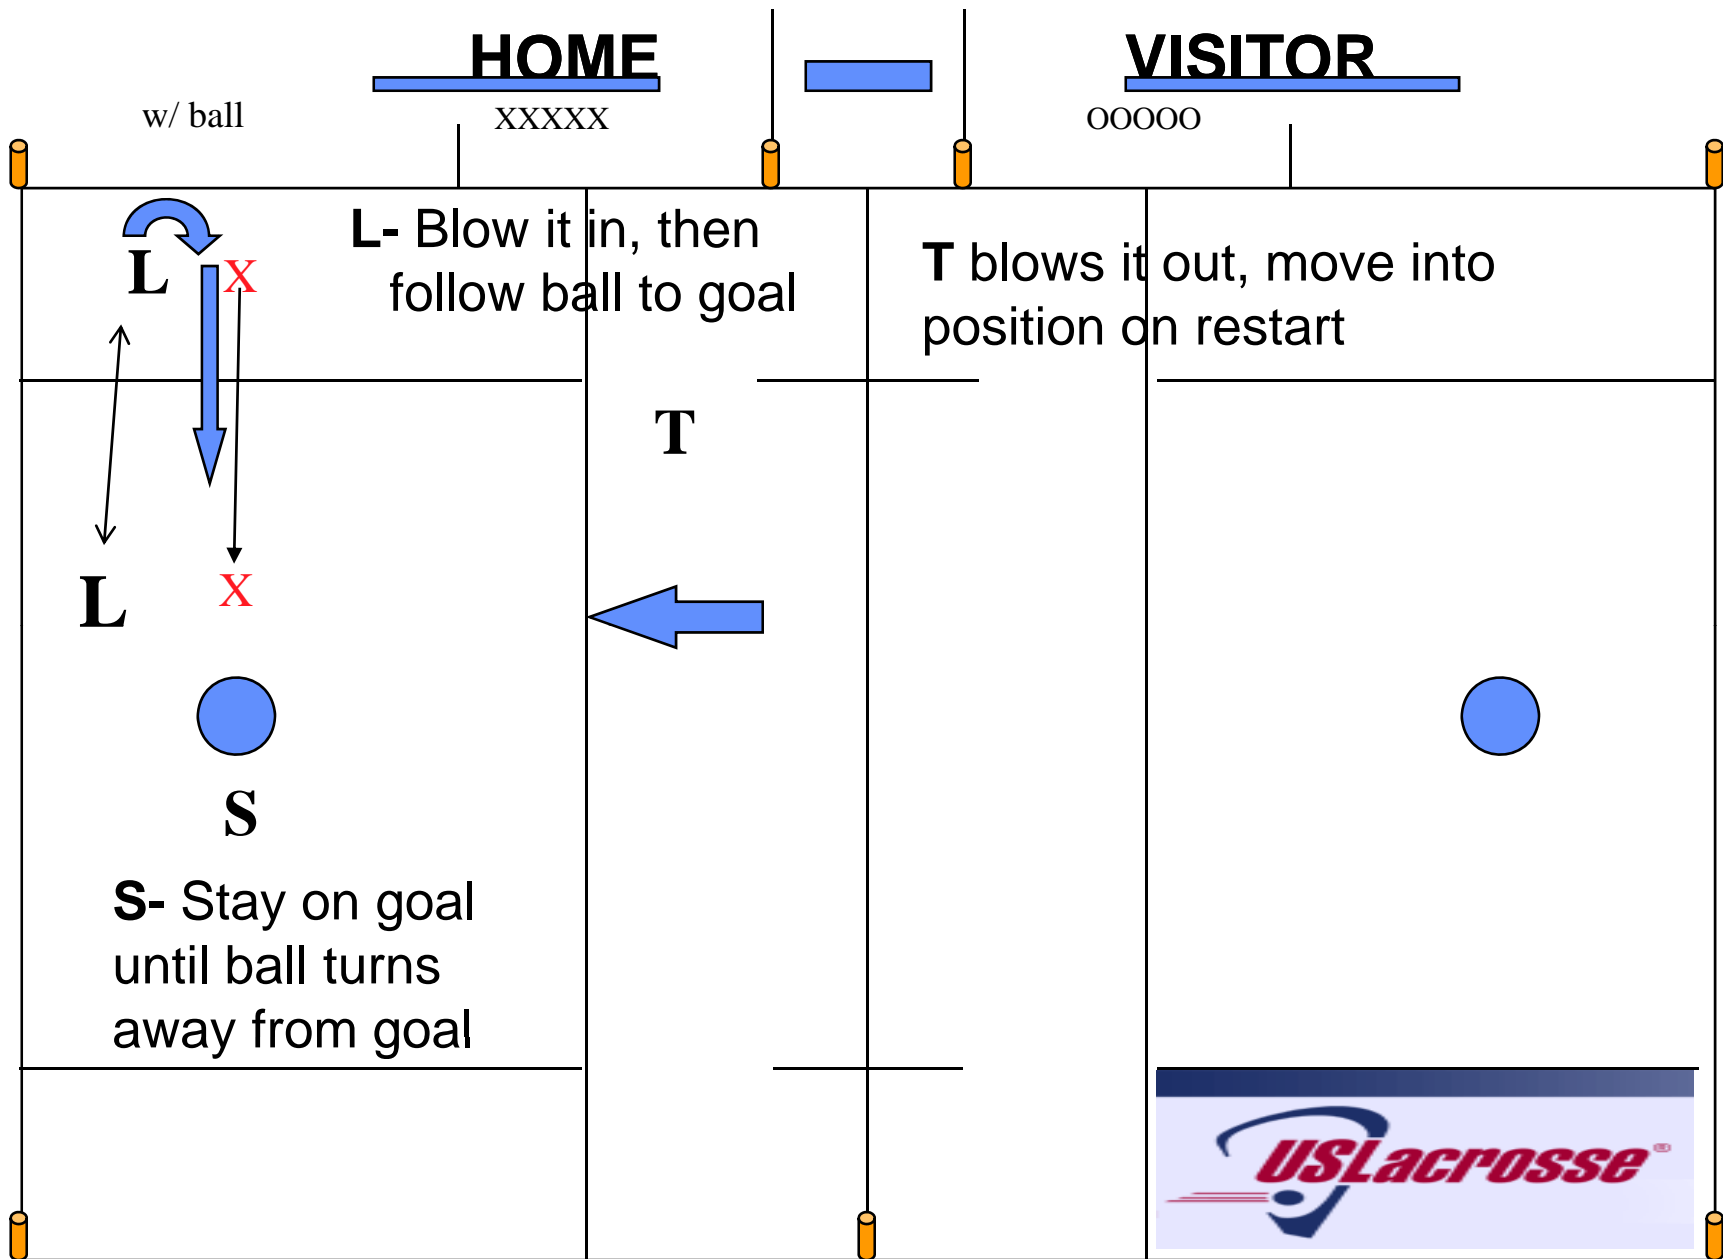 HOME
VISITOR
w/ ball
XXXXX
OOOOO
L- Blow it in, then
follow ball to goal
T blows it out, move into
position on restart
L X
T
L X
S
S- Stay on goal
until ball turns
away from goal
USLacrosse®